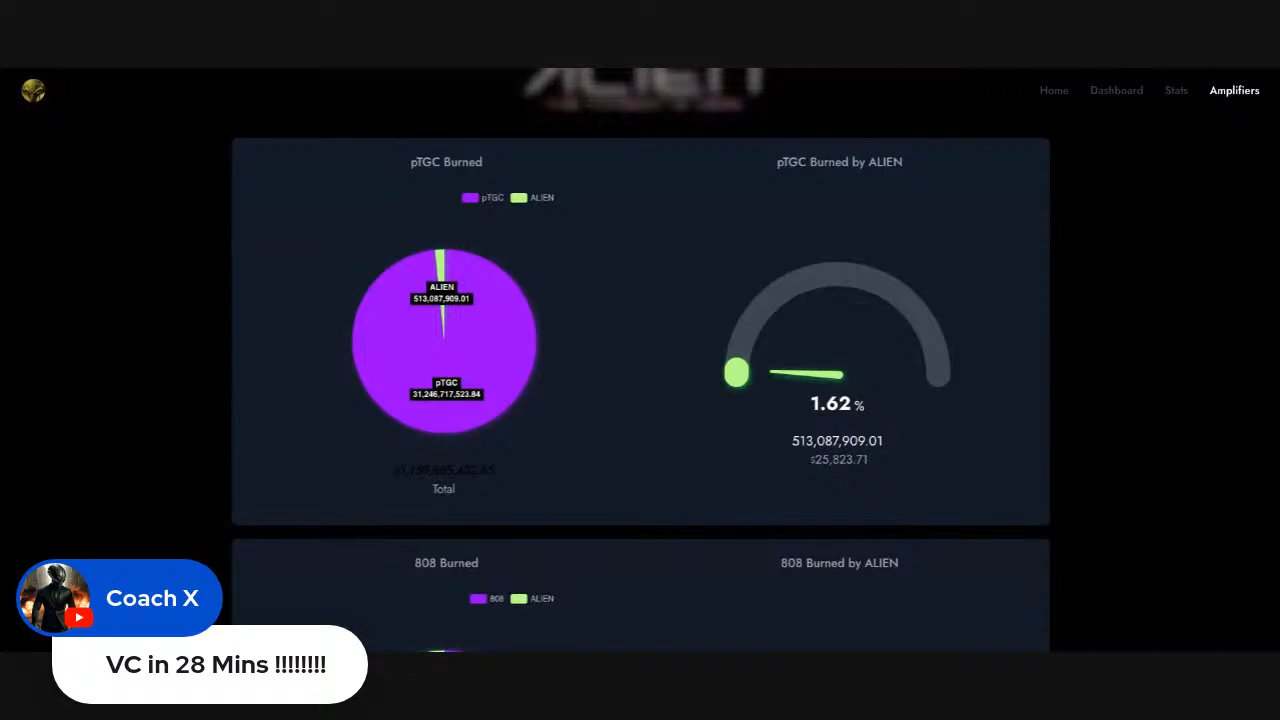 ALIEN
Home Dashboard Stats Amplifiers
pTGC Burned
pTGC ALIEN
ALIEN
513,087,909.01
pTGC
31,246,717,523.84
Total
pTGC Burned by ALIEN
1.62 %
513,087,909.01
$25,823.71
808 Burned
808 ALIEN
808 Burned by ALIEN
Coach X
VC in 28 Mins !!!!!!!!